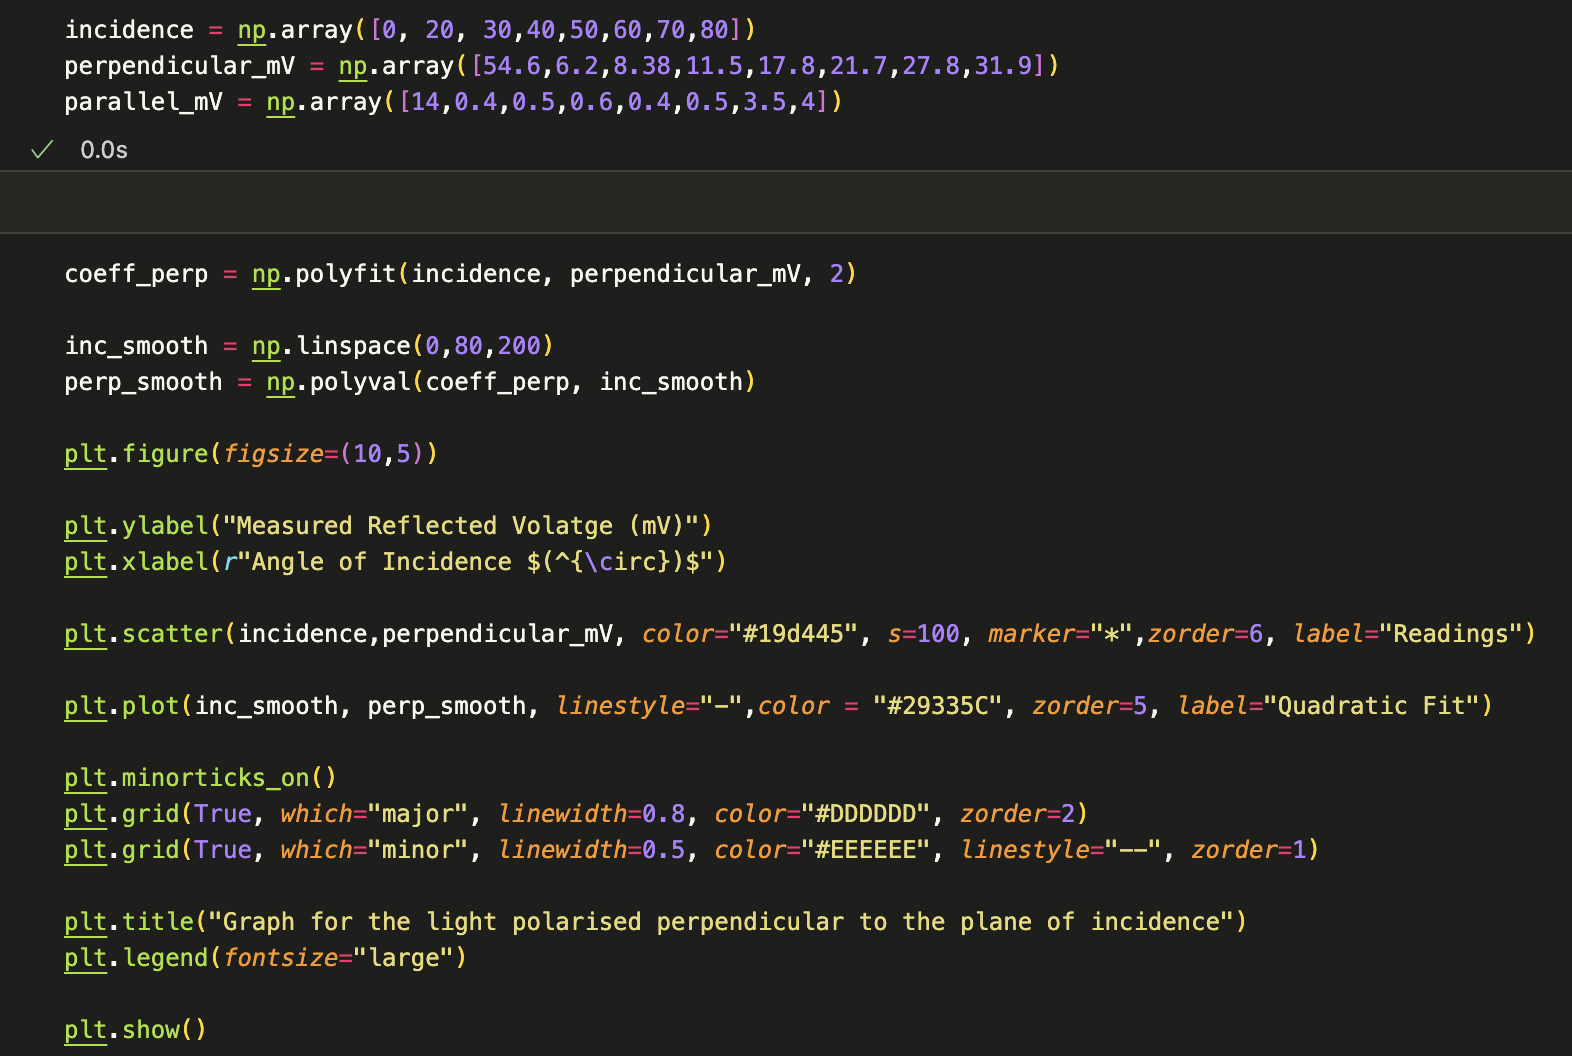 incidence = np.array([0, 20, 30,40,50,60,70,80])
perpendicular_mV = np.array([54.6,6.2,8.38,11.5,17.8,21.7,27.8,31.9])
parallel_mV = np.array([14,0.4,0.5,0.6,0.4,0.5,3.5,4])
✓ 0.0s
coeff_perp = np.polyfit(incidence, perpendicular_mV, 2)
inc_smooth = np.linspace(0,80,200)
perp_smooth = np.polyval(coeff_perp, inc_smooth)
plt.figure(figsize=(10,5))
plt.ylabel("Measured Reflected Volatge (mV)")
plt.xlabel(r"Angle of Incidence $(^{\circ})$")
plt.scatter(incidence,perpendicular_mV, color="#19d445", s=100, marker="*",zorder=6, label="Readings")
plt.plot(inc_smooth, perp_smooth, linestyle="-",color = "#29335C", zorder=5, label="Quadratic Fit")
plt.minorticks_on()
plt.grid(True, which="major", linewidth=0.8, color="#DDDDDD", zorder=2)
plt.grid(True, which="minor", linewidth=0.5, color="#EEEEEE", linestyle="--", zorder=1)
plt.title("Graph for the light polarised perpendicular to the plane of incidence")
plt.legend(fontsize="large")
plt.show()